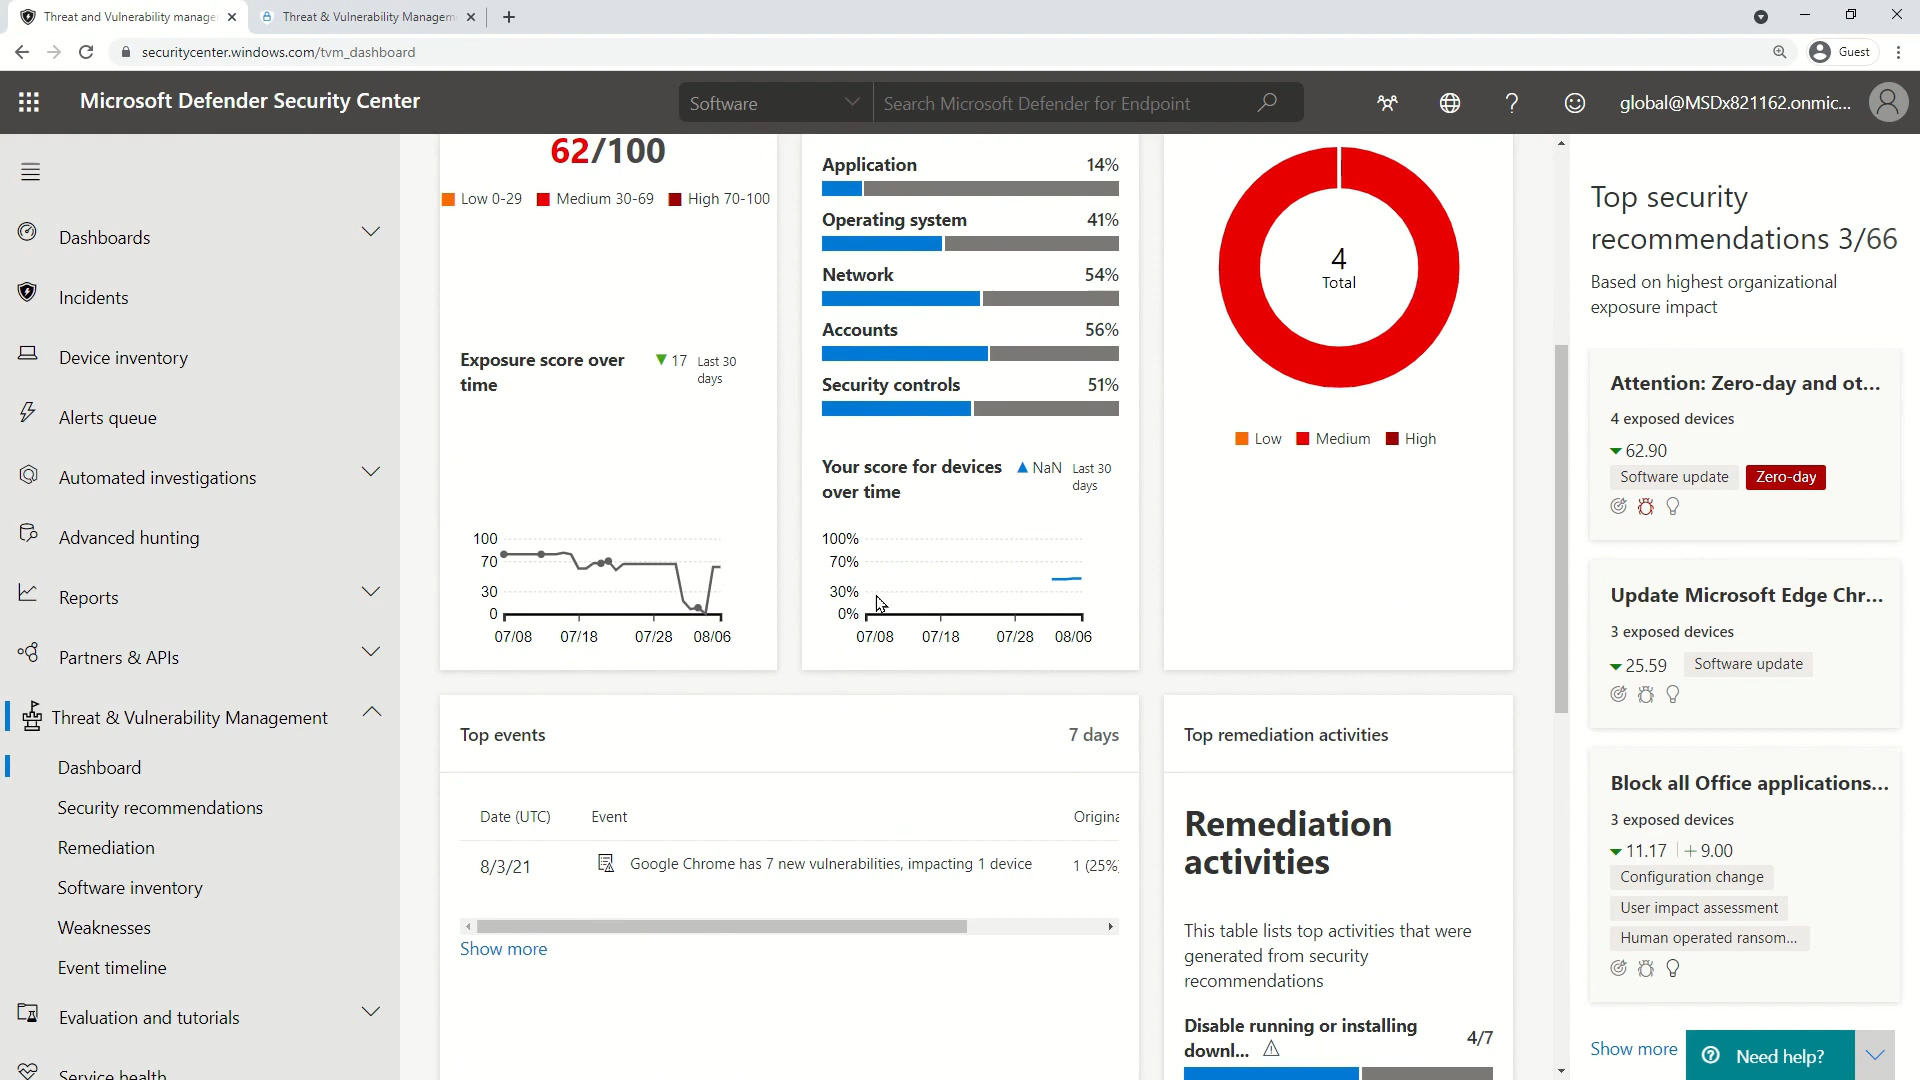 Threat and Vulnerability manage
Threat & Vulnerability Managem
securitycenter.windows.com/tvm_dashboard
Guest
Microsoft Defender Security Center
Software
Search Microsoft Defender for Endpoint
global@MSDx821162.onmic...
Dashboards
Incidents
Device inventory
Alerts queue
Automated investigations
Advanced hunting
Reports
Partners & APIs
Threat & Vulnerability Management
Dashboard
Security recommendations
Remediation
Software inventory
Weaknesses
Event timeline
Evaluation and tutorials
Service health
62/100
Low 0-29 Medium 30-69 High 70-100
Exposure score over
time
17 Last 30
days
100
70
30
0
07/08 07/18 07/28 08/06
Application 14%
Operating system 41%
Network 54%
Accounts 56%
Security controls 51%
Your score for devices
over time
NaN Last 30
days
100%
70%
30%
0%
07/08 07/18 07/28 08/06
4
Total
Low Medium High
Top events 7 days
Date (UTC) Event Origina
8/3/21 Google Chrome has 7 new vulnerabilities, impacting 1 device 1 (25%)
Show more
Top remediation activities
Remediation
activities
This table lists top activities that were
generated from security
recommendations
Disable running or installing
downl... 4/7
Top security
recommendations 3/66
Based on highest organizational
exposure impact
Attention: Zero-day and ot...
4 exposed devices
62.90
Software update Zero-day
Update Microsoft Edge Chr...
3 exposed devices
25.59 Software update
Block all Office applications...
3 exposed devices
11.17 +9.00
Configuration change
User impact assessment
Human operated ransom...
Show more
Need help?